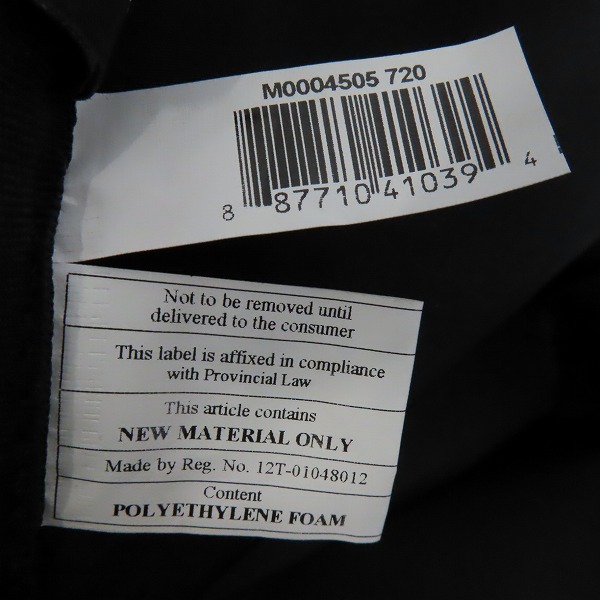 M0004505 720
8 87710 41039 4
Not to be removed until
delivered to the consumer
This label is affixed in compliance
with Provincial Law
This article contains
NEW MATERIAL ONLY
Made by Reg. No. 12T-01048012
Content
POLYETHYLENE FOAM